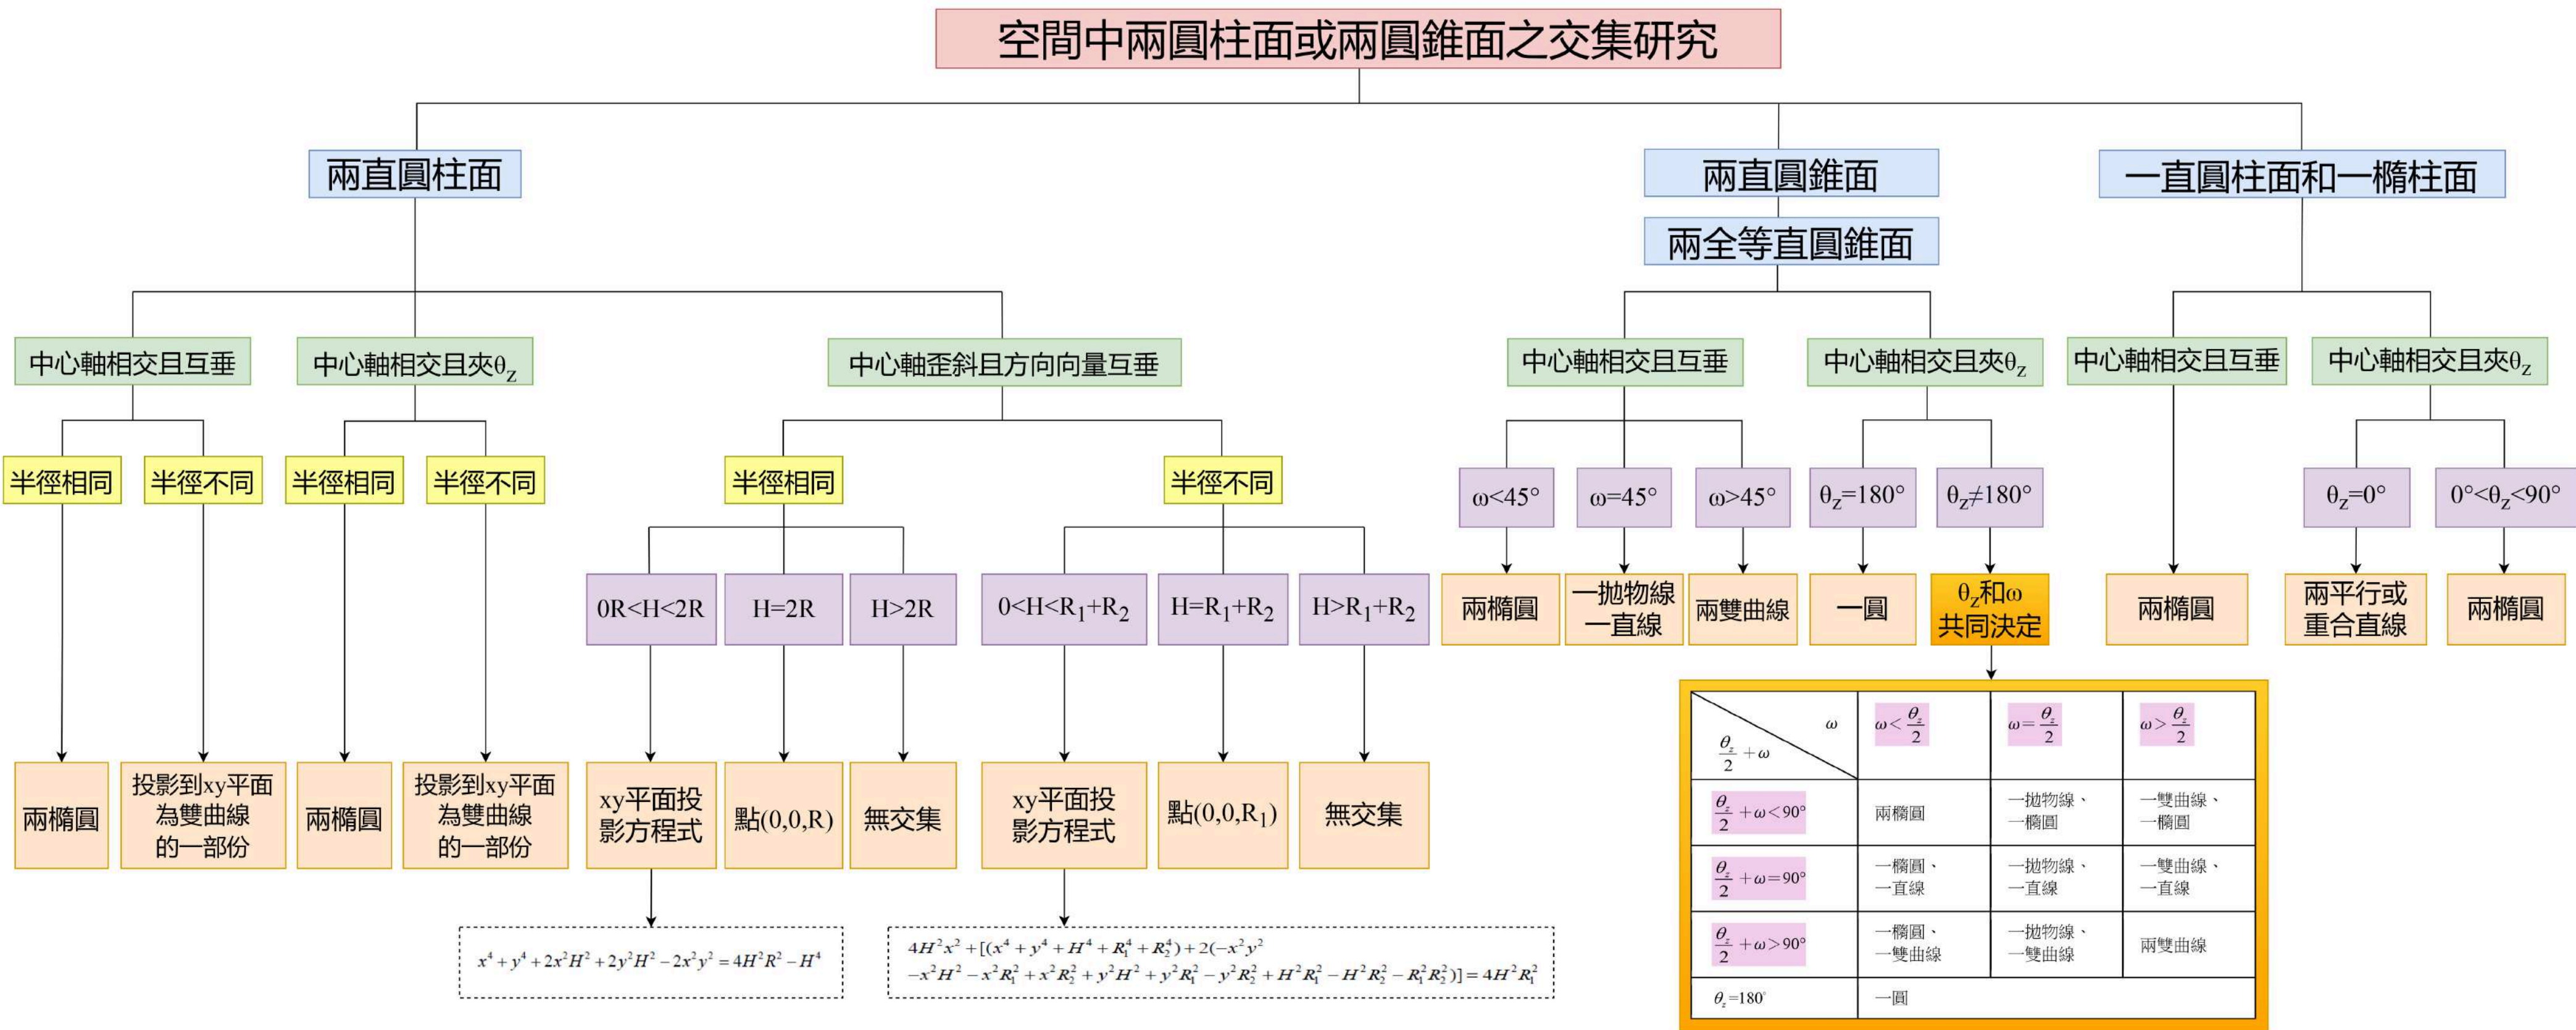 空間中兩圓柱面或兩圓錐面之交集研究
兩直圓柱面
兩直圓錐面
一直圓柱面和一橢柱面
兩全等直圓錐面
中心軸相交且互垂
中心軸相交且夾θz
中心軸歪斜且方向向量互垂
中心軸相交且互垂
中心軸相交且夾θz
中心軸相交且互垂
中心軸相交且夾θz
半徑相同
半徑不同
半徑相同
半徑不同
半徑相同
半徑不同
ω<45°
ω=45°
ω>45°
θz=180°
θz≠180°
θz=0°
0°<θz<90°
0R<H<2R
H=2R
H>2R
0<H<R1+R2
H=R1+R2
H>R1+R2
兩橢圓
一拋物線
一直線
兩雙曲線
一圓
θz和ω
共同決定
兩橢圓
兩平行或
重合直線
兩橢圓
兩橢圓
投影到xy平面
為雙曲線
的一部份
兩橢圓
投影到xy平面
為雙曲線
的一部份
xy平面投
影方程式
點(0,0,R)
無交集
xy平面投
影方程式
點(0,0,R1)
無交集
x⁴+y⁴+2x²H²+2y²H²−2x²y²=4H²R²−H⁴
4H²x²+[(x⁴+y⁴+H⁴+R₁⁴+R₂⁴)+2(−x²y²
−x²H²−x²R₁²+x²R₂²+y²H²+y²R₁²−y²R₂²+H²R₁²−H²R₂²−R₁²R₂²)]=4H²R₁²
ω
θz/2+ω
ω<θz/2
ω=θz/2
ω>θz/2
θz/2+ω<90°
兩橢圓
一拋物線、
一橢圓
一雙曲線、
一橢圓
θz/2+ω=90°
一橢圓、
一直線
一拋物線、
一直線
一雙曲線、
一直線
θz/2+ω>90°
一橢圓、
一雙曲線
一拋物線、
一雙曲線
兩雙曲線
θz=180°
一圓